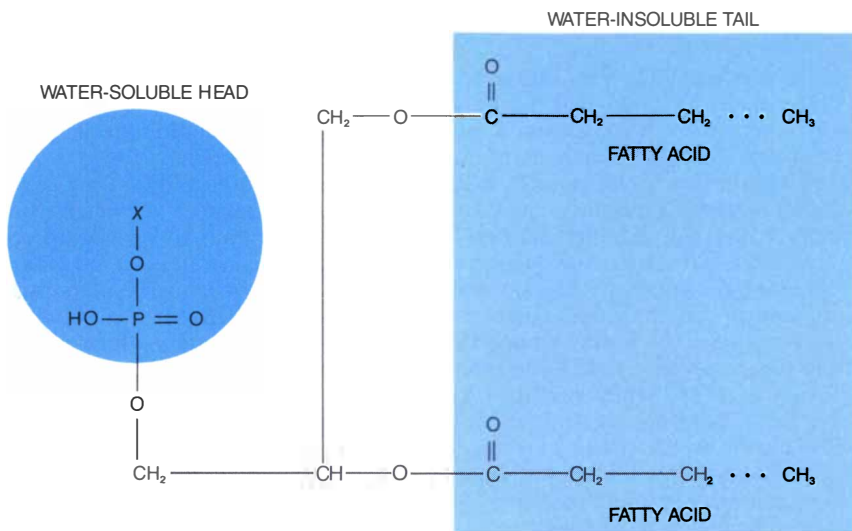 WATER-INSOLUBLE TAIL
WATER-SOLUBLE HEAD
O
CH₂ O C CH₂ CH₂ ··· CH₃
FATTY ACID
X
O
HO P = O
O
O
CH₂ CH O C CH₂ CH₂ ··· CH₃
FATTY ACID